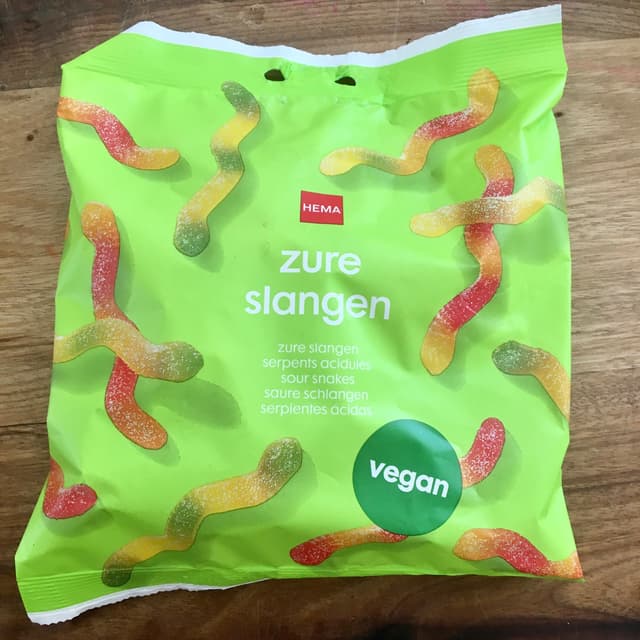 HEMA
zure
slangen
zure slangen
serpents acidulés
sour snakes
saure schlangen
serpientes ácidas
vegan